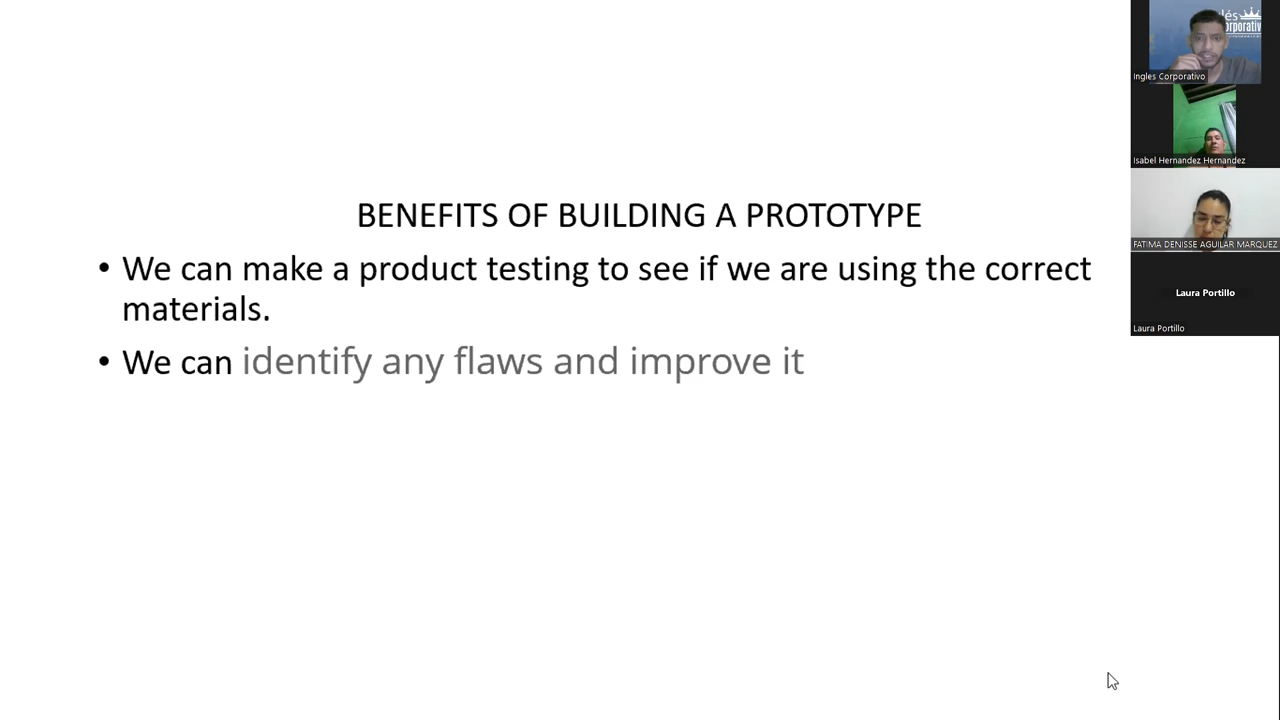 BENEFITS OF BUILDING A PROTOTYPE
• We can make a product testing to see if we are using the correct
materials.
• We can identify any flaws and improve it
Ingles Corporativo
Isabel Hernandez Hernandez
FATIMA DENISSE AGUILAR MARQUEZ
Laura Portillo
Laura Portillo